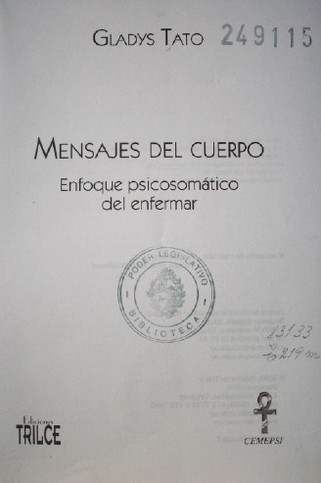 GLADYS TATO 249115
MENSAJES DEL CUERPO
Enfoque psicosomático
del enfermar
PODER LEGISLATIVO
BIBLIOTECA
Ediciones
TRILCE
CEMEPSI